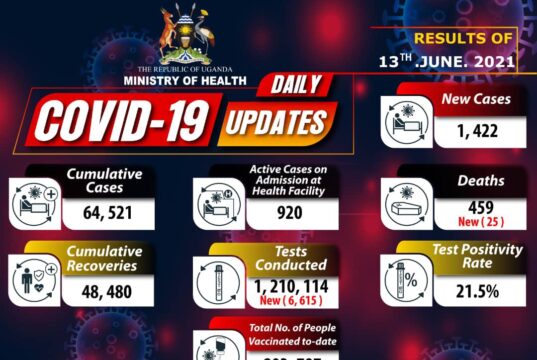 THE REPUBLIC OF UGANDA
MINISTRY OF HEALTH
COVID-19
DAILY
UPDATES
RESULTS OF
13TH.JUNE. 2021
New Cases
1, 422
Cumulative
Cases
64, 521
Active Cases on
Admission at
Health Facility
920
Deaths
459
New ( 25 )
Cumulative
Recoveries
48, 480
Tests
Conducted
1, 210, 114
New ( 6, 615 )
Test Positivity
Rate
21.5%
Total No. of People
Vaccinated to-date